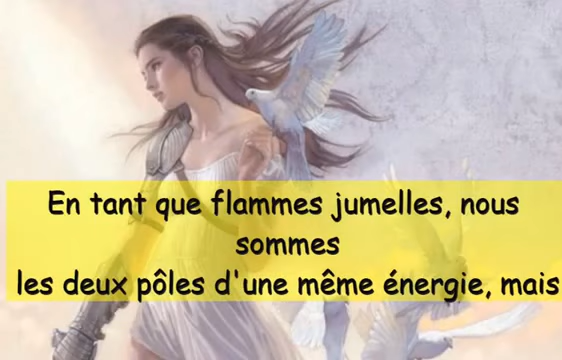 En tant que flammes jumelles, nous
sommes
les deux pôles d'une même énergie, mais